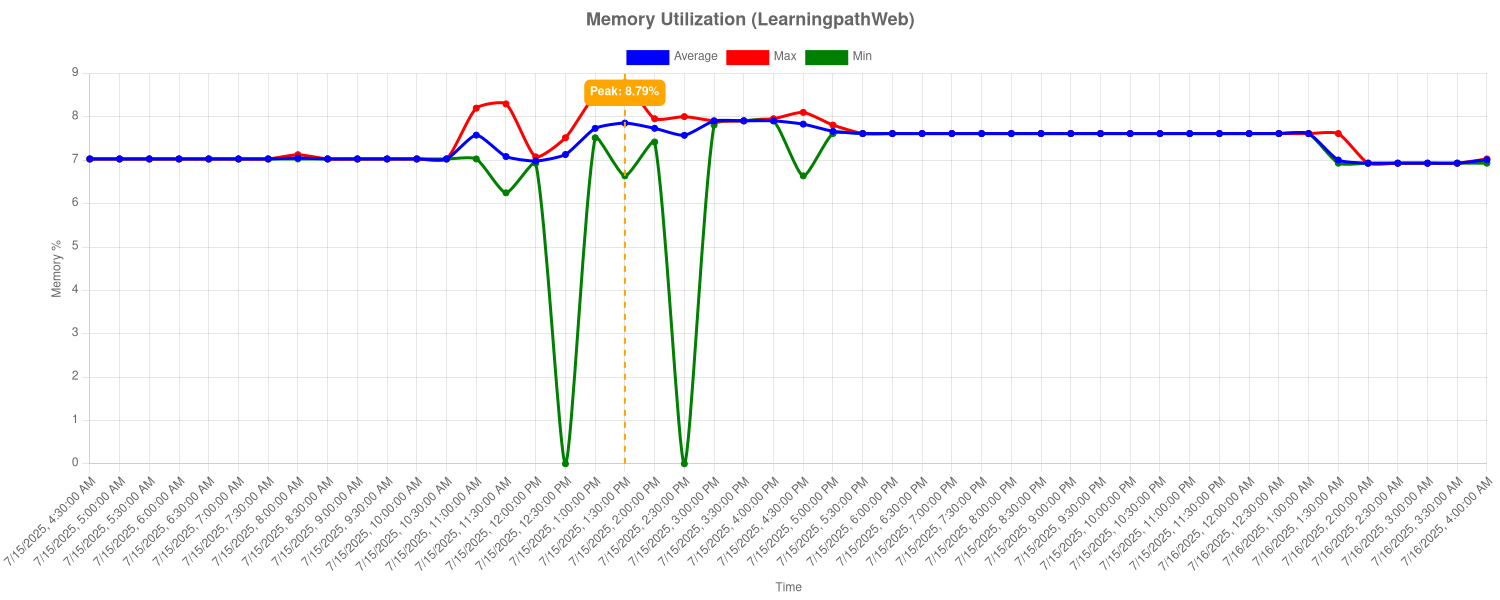 Memory Utilization (LearningpathWeb)
Average Max Min
Peak: 8.79%
9
8
7
6
5
4
3
2
1
0
Memory %
7/15/2025, 4:30:00 AM
7/15/2025, 5:00:00 AM
7/15/2025, 5:30:00 AM
7/15/2025, 6:00:00 AM
7/15/2025, 6:30:00 AM
7/15/2025, 7:00:00 AM
7/15/2025, 7:30:00 AM
7/15/2025, 8:00:00 AM
7/15/2025, 8:30:00 AM
7/15/2025, 9:00:00 AM
7/15/2025, 9:30:00 AM
7/15/2025, 10:00:00 AM
7/15/2025, 10:30:00 AM
7/15/2025, 11:00:00 AM
7/15/2025, 11:30:00 AM
7/15/2025, 12:00:00 PM
7/15/2025, 12:30:00 PM
7/15/2025, 1:00:00 PM
7/15/2025, 1:30:00 PM
7/15/2025, 2:00:00 PM
7/15/2025, 2:30:00 PM
7/15/2025, 3:00:00 PM
7/15/2025, 3:30:00 PM
7/15/2025, 4:00:00 PM
7/15/2025, 4:30:00 PM
7/15/2025, 5:00:00 PM
7/15/2025, 5:30:00 PM
7/15/2025, 6:00:00 PM
7/15/2025, 6:30:00 PM
7/15/2025, 7:00:00 PM
7/15/2025, 7:30:00 PM
7/15/2025, 8:00:00 PM
7/15/2025, 8:30:00 PM
7/15/2025, 9:00:00 PM
7/15/2025, 9:30:00 PM
7/15/2025, 10:00:00 PM
7/15/2025, 10:30:00 PM
7/15/2025, 11:00:00 PM
7/15/2025, 11:30:00 PM
7/16/2025, 12:00:00 AM
7/16/2025, 12:30:00 AM
7/16/2025, 1:00:00 AM
7/16/2025, 1:30:00 AM
7/16/2025, 2:00:00 AM
7/16/2025, 2:30:00 AM
7/16/2025, 3:00:00 AM
7/16/2025, 3:30:00 AM
7/16/2025, 4:00:00 AM
Time